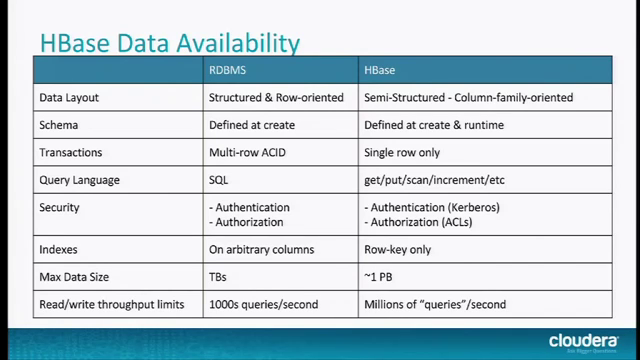 HBase Data Availability
RDBMS HBase
Data Layout Structured & Row-oriented Semi-Structured - Column-family-oriented
Schema Defined at create Defined at create & runtime
Transactions Multi-row ACID Single row only
Query Language SQL get/put/scan/increment/etc
Security - Authentication - Authentication (Kerberos)
- Authorization - Authorization (ACLs)
Indexes On arbitrary columns Row-key only
Max Data Size TBs ~1 PB
Read/write throughput limits 1000s queries/second Millions of “queries”/second
cloudera
Ask Bigger Questions